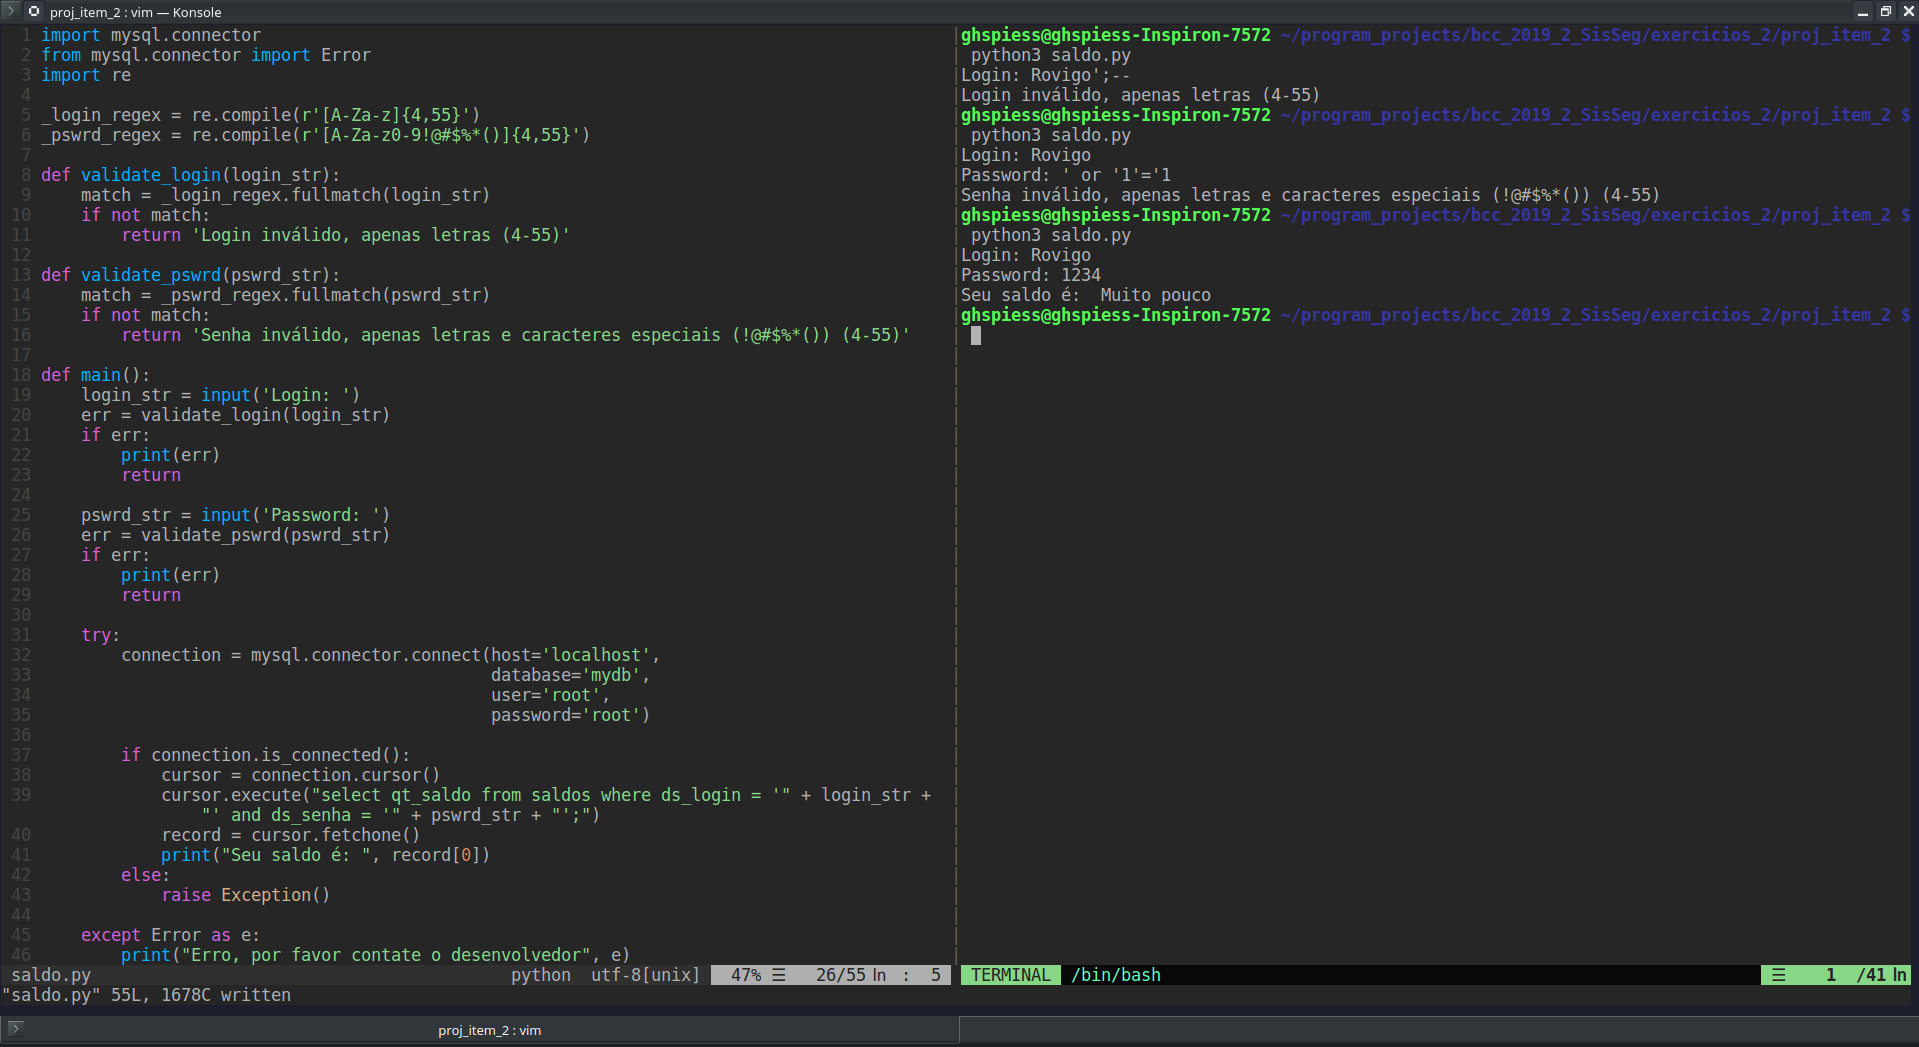 proj_item_2 : vim — Konsole
1 import mysql.connector
2 from mysql.connector import Error
3 import re
4
5 _login_regex = re.compile(r'[A-Za-z]{4,55}')
6 _pswrd_regex = re.compile(r'[A-Za-z0-9!@#$%*()]{4,55}')
7
8 def validate_login(login_str):
9     match = _login_regex.fullmatch(login_str)
10     if not match:
11         return 'Login inválido, apenas letras (4-55)'
12
13 def validate_pswrd(pswrd_str):
14     match = _pswrd_regex.fullmatch(pswrd_str)
15     if not match:
16         return 'Senha inválido, apenas letras e caracteres especiais (!@#$%*()) (4-55)'
17
18 def main():
19     login_str = input('Login: ')
20     err = validate_login(login_str)
21     if err:
22         print(err)
23         return
24
25     pswrd_str = input('Password: ')
26     err = validate_pswrd(pswrd_str)
27     if err:
28         print(err)
29         return
30
31     try:
32         connection = mysql.connector.connect(host='localhost',
33                                              database='mydb',
34                                              user='root',
35                                              password='root')
36
37         if connection.is_connected():
38             cursor = connection.cursor()
39             cursor.execute("select qt_saldo from saldos where ds_login = '" + login_str +
                "' and ds_senha = '" + pswrd_str + "';")
40             record = cursor.fetchone()
41             print("Seu saldo é: ", record[0])
42         else:
43             raise Exception()
44
45     except Error as e:
46         print("Erro, por favor contate o desenvolvedor", e)
saldo.py python utf-8[unix] 47% ☰ 26/55 ln : 5
"saldo.py" 55L, 1678C written
ghspiess@ghspiess-Inspiron-7572 ~/program_projects/bcc_2019_2_SisSeg/exercicios_2/proj_item_2 $
 python3 saldo.py
Login: Rovigo';--
Login inválido, apenas letras (4-55)
ghspiess@ghspiess-Inspiron-7572 ~/program_projects/bcc_2019_2_SisSeg/exercicios_2/proj_item_2 $
 python3 saldo.py
Login: Rovigo
Password: ' or '1'='1
Senha inválido, apenas letras e caracteres especiais (!@#$%*()) (4-55)
ghspiess@ghspiess-Inspiron-7572 ~/program_projects/bcc_2019_2_SisSeg/exercicios_2/proj_item_2 $
 python3 saldo.py
Login: Rovigo
Password: 1234
Seu saldo é:  Muito pouco
ghspiess@ghspiess-Inspiron-7572 ~/program_projects/bcc_2019_2_SisSeg/exercicios_2/proj_item_2 $
TERMINAL /bin/bash ☰ 1 /41 ln
proj_item_2 : vim